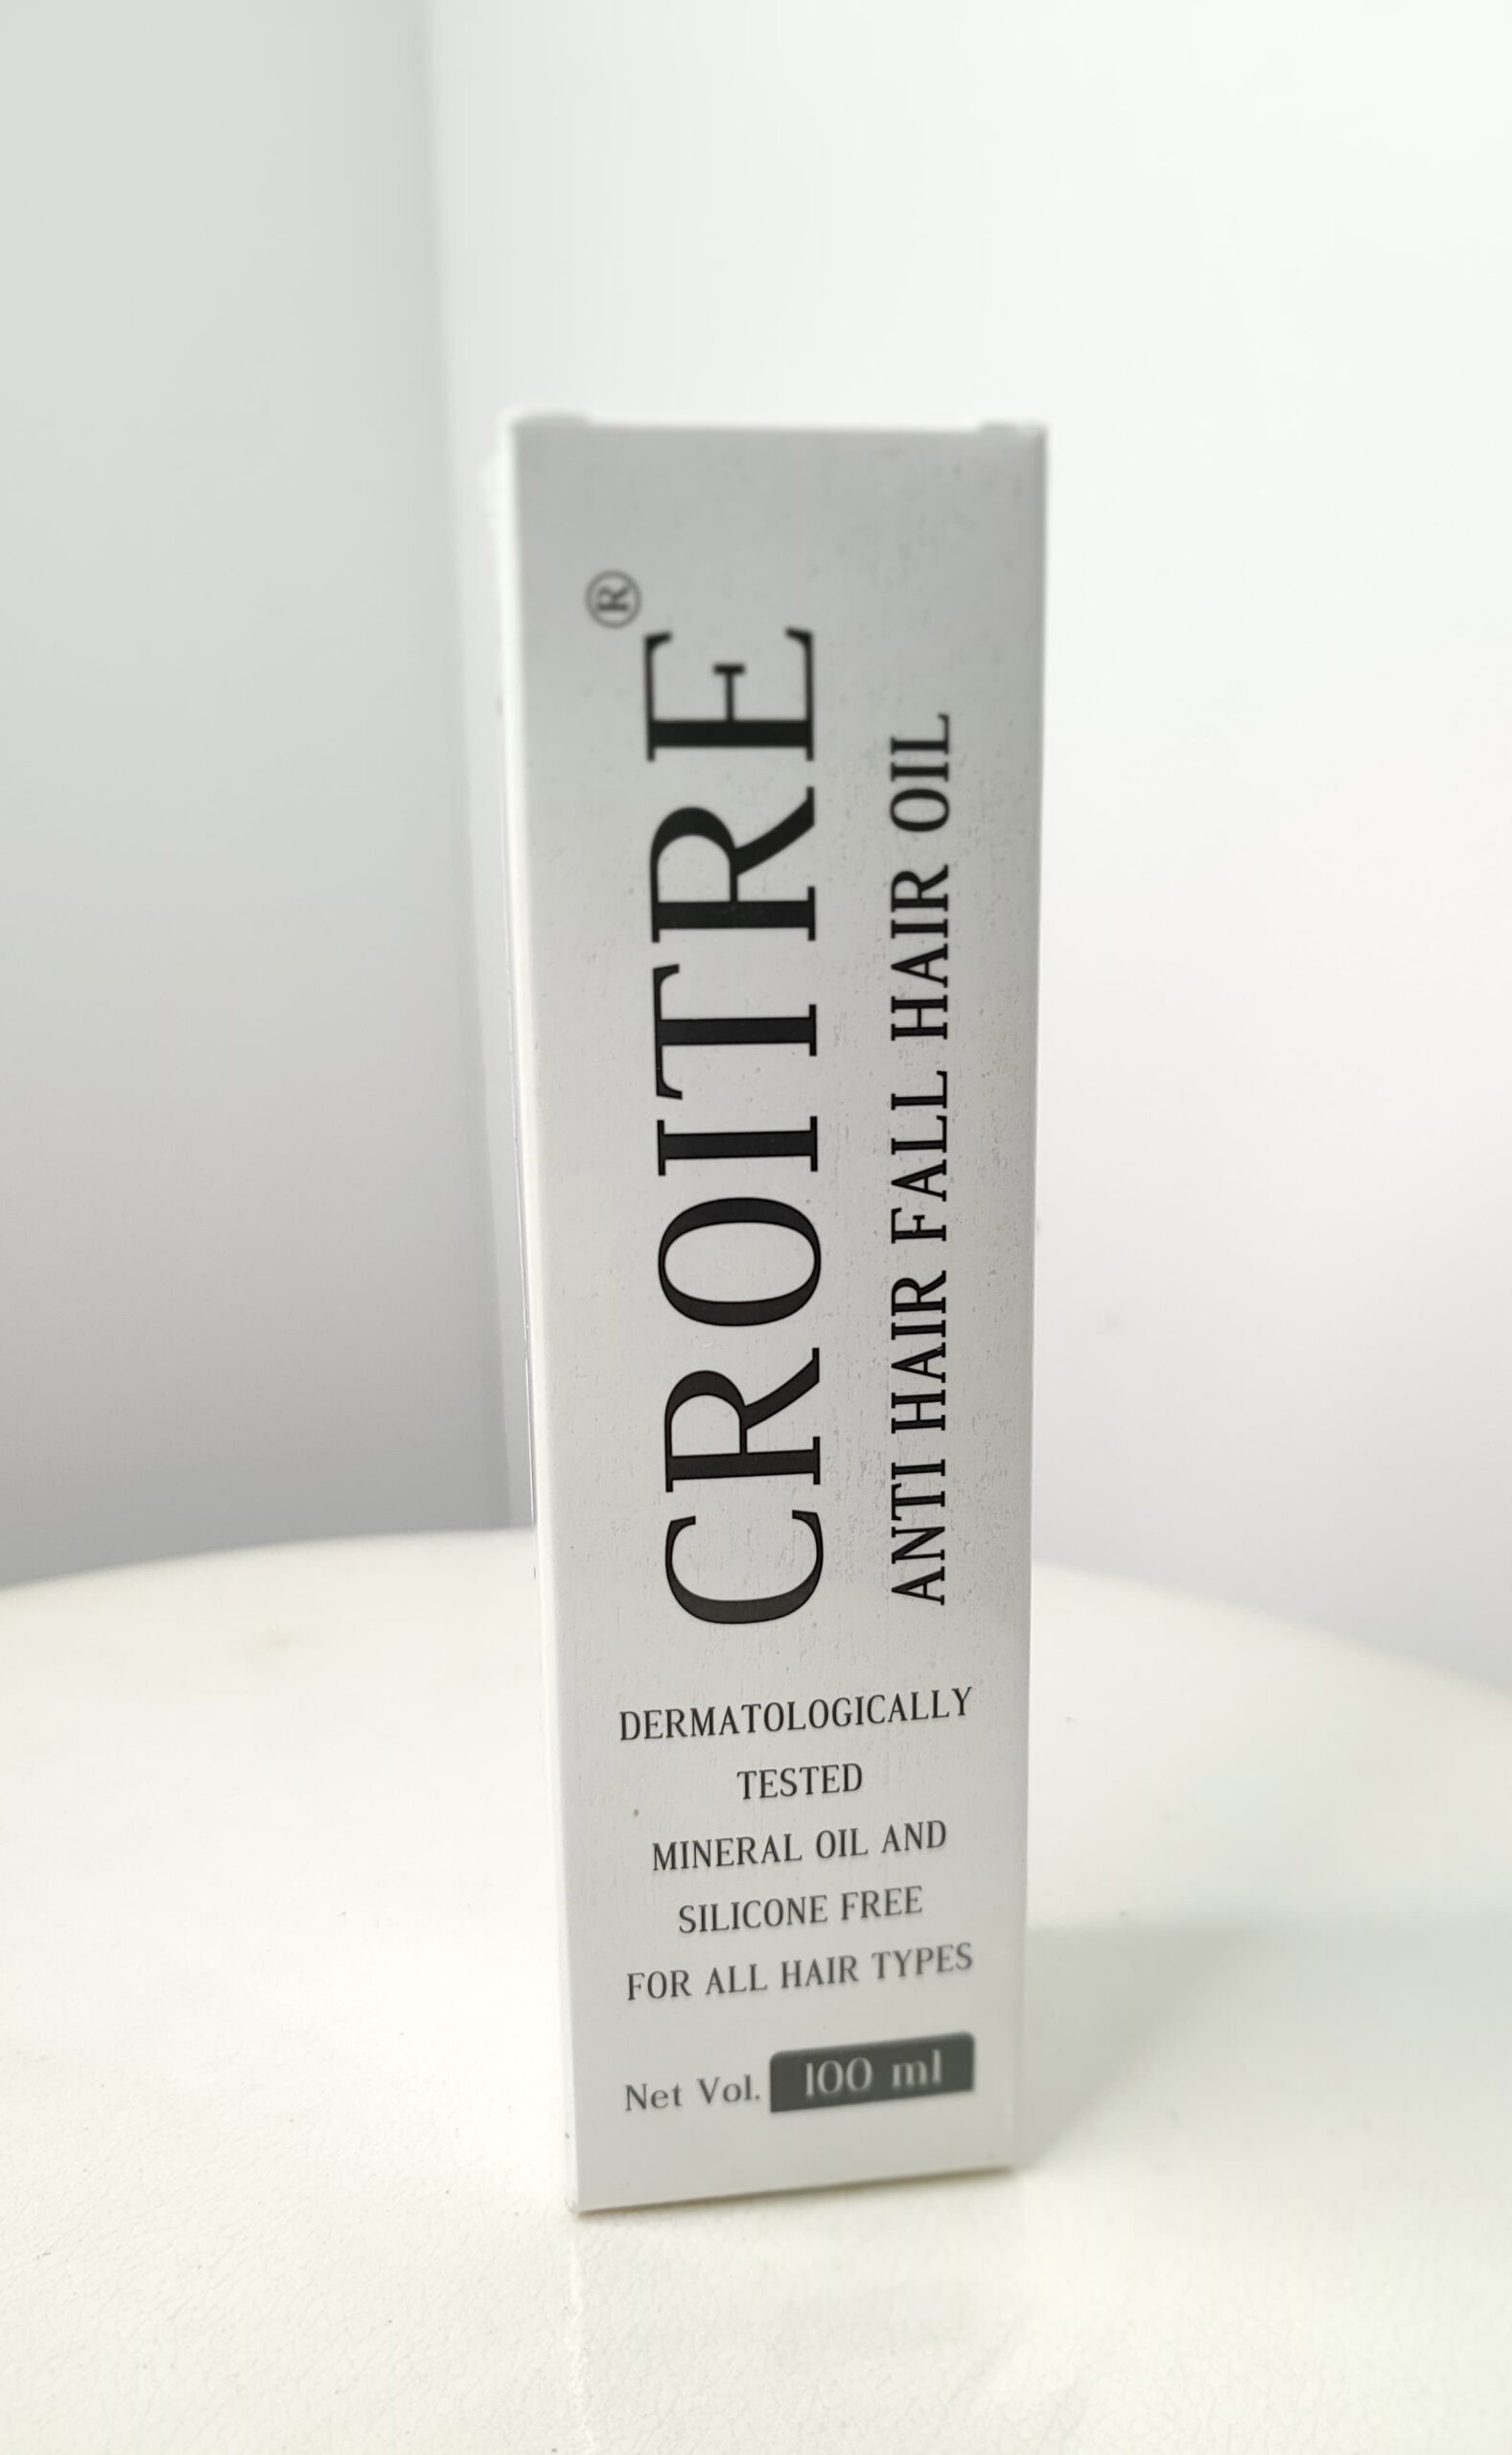 CROITRE®
ANTI HAIR FALL HAIR OIL
DERMATOLOGICALLY
TESTED
MINERAL OIL AND
SILICONE FREE
FOR ALL HAIR TYPES
Net Vol. 100 ml